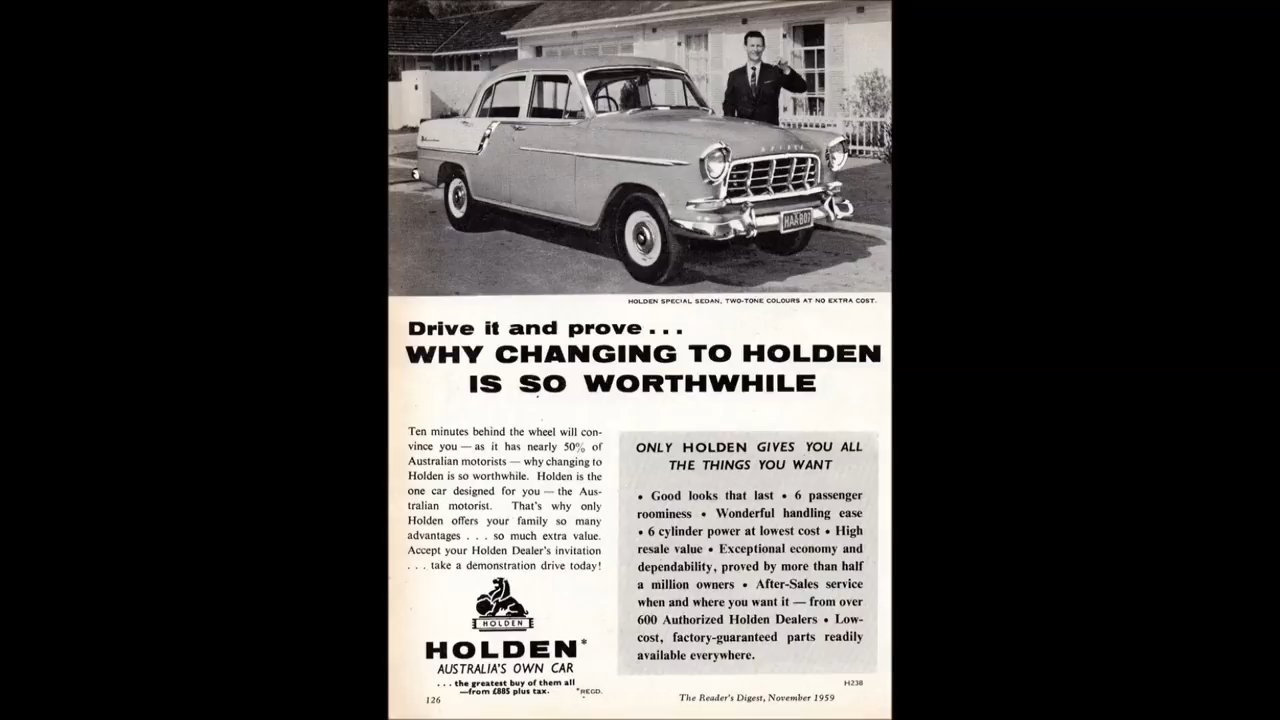 HAA·B07
HOLDEN SPECIAL SEDAN, TWO-TONE COLOURS AT NO EXTRA COST.
Drive it and prove . . .
WHY CHANGING TO HOLDEN
IS SO WORTHWHILE
Ten minutes behind the wheel will con-
vince you — as it has nearly 50% of
Australian motorists — why changing to
Holden is so worthwhile. Holden is the
one car designed for you — the Aus-
tralian motorist. That's why only
Holden offers your family so many
advantages . . . so much extra value.
Accept your Holden Dealer's invitation
. . . take a demonstration drive today!
HOLDEN
HOLDEN*
AUSTRALIA'S OWN CAR
. . . the greatest buy of them all
—from £885 plus tax.
*REGD.
126
ONLY HOLDEN GIVES YOU ALL
THE THINGS YOU WANT
• Good looks that last • 6 passenger
roominess • Wonderful handling ease
• 6 cylinder power at lowest cost • High
resale value • Exceptional economy and
dependability, proved by more than half
a million owners • After-Sales service
when and where you want it — from over
600 Authorized Holden Dealers • Low-
cost, factory-guaranteed parts readily
available everywhere.
H238
The Reader's Digest, November 1959